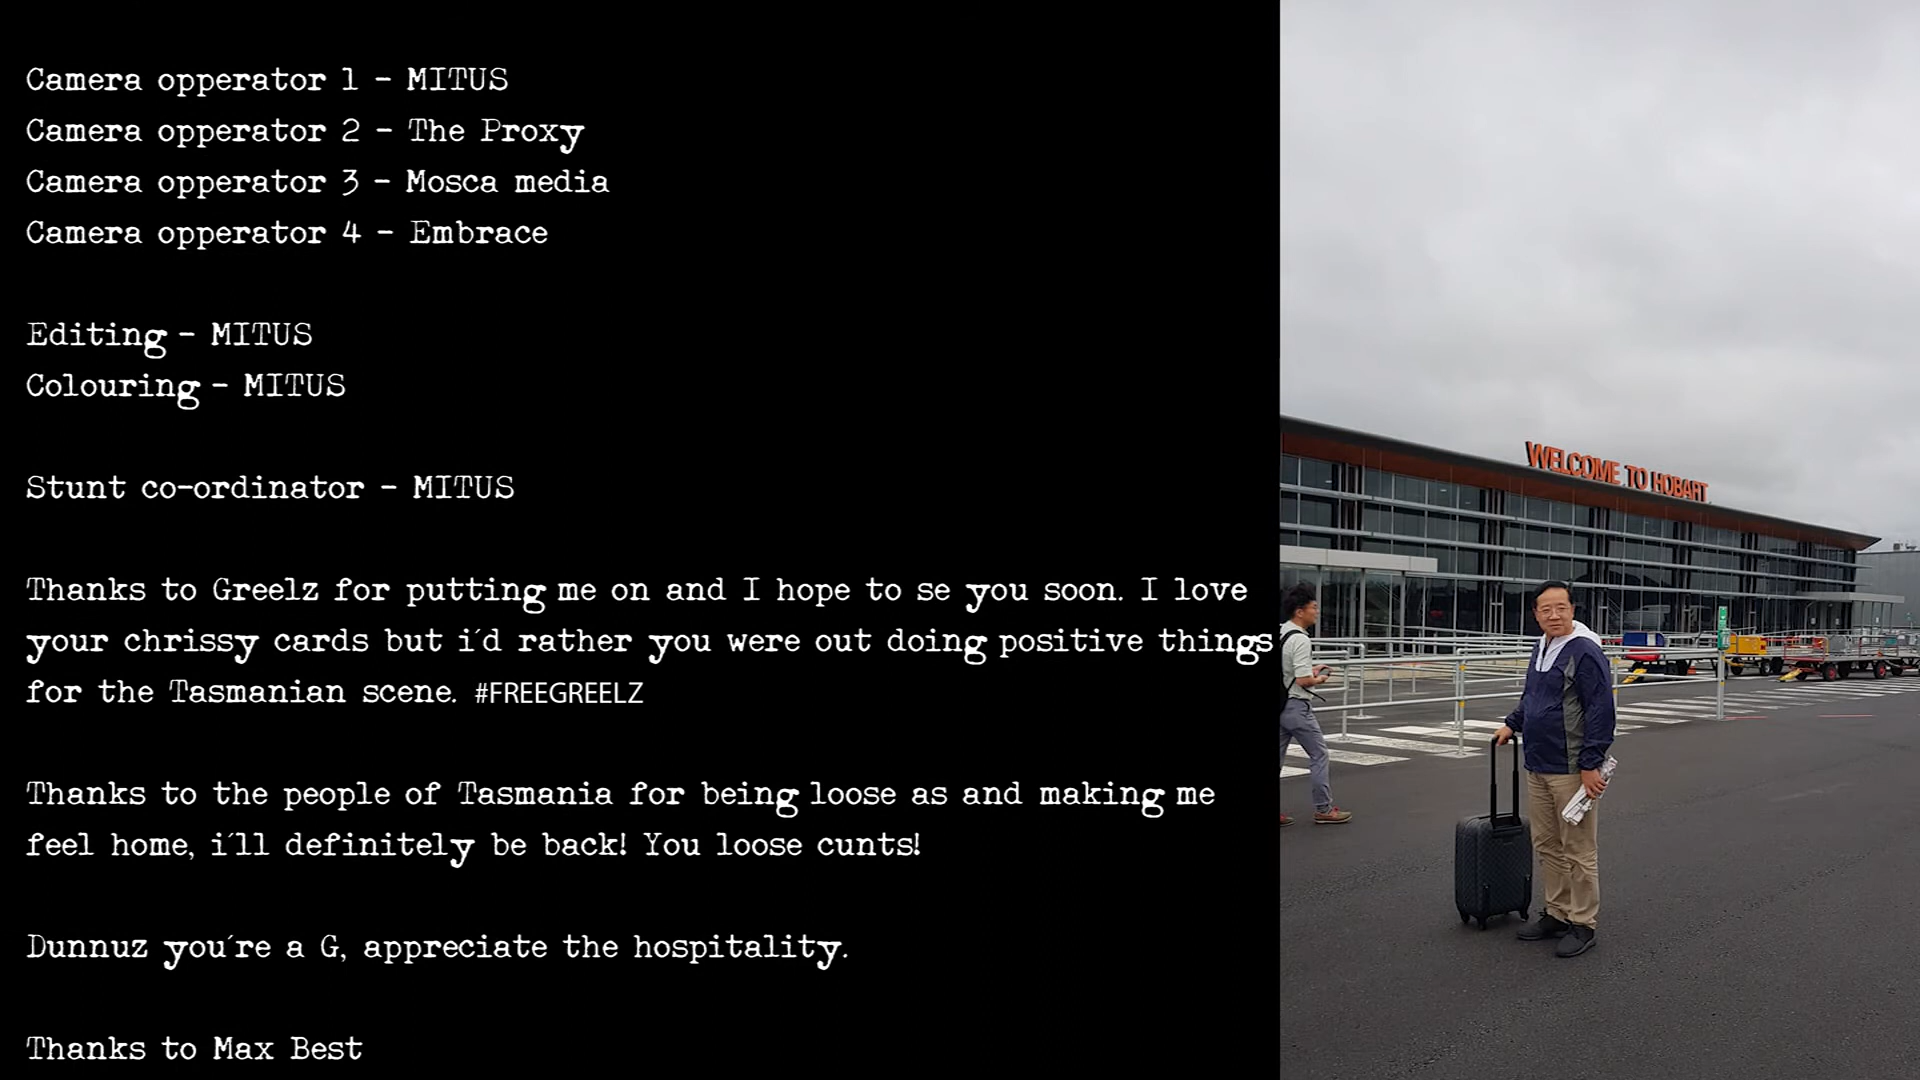 Camera opperator 1 - MITUS
Camera opperator 2 - The Proxy
Camera opperator 3 - Mosca media
Camera opperator 4 - Embrace
Editing - MITUS
Colouring - MITUS
Stunt co-ordinator - MITUS
Thanks to Greelz for putting me on and I hope to se you soon. I love
your chrissy cards but i´d rather you were out doing positive things
for the Tasmanian scene. #FREEGREELZ
Thanks to the people of Tasmania for being loose as and making me
feel home, i´ll definitely be back! You loose cunts!
Dunnuz you´re a G, appreciate the hospitality.
Thanks to Max Best
WELCOME TO HOBART